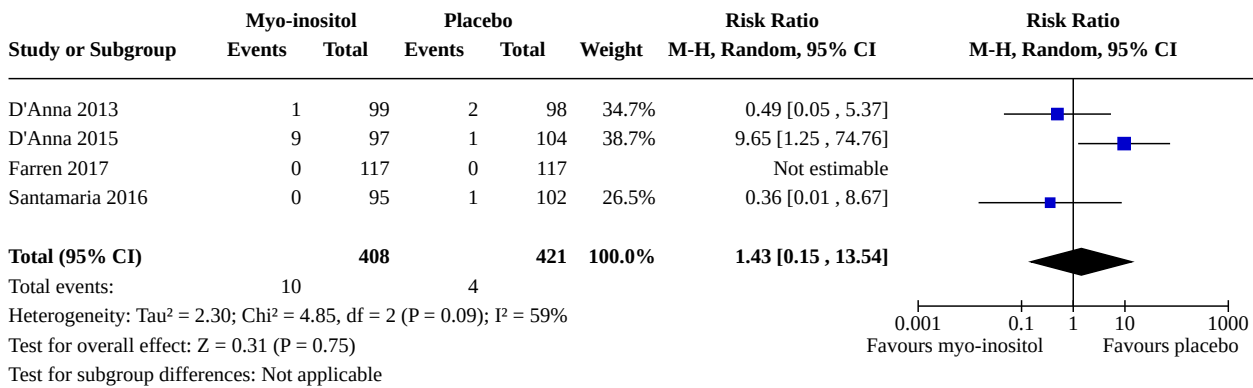 Myo-inositol Placebo Risk Ratio Risk Ratio
Study or Subgroup Events Total Events Total Weight M-H, Random, 95% CI M-H, Random, 95% CI
D'Anna 2013 1 99 2 98 34.7% 0.49 [0.05 , 5.37]
D'Anna 2015 9 97 1 104 38.7% 9.65 [1.25 , 74.76]
Farren 2017 0 117 0 117 Not estimable
Santamaria 2016 0 95 1 102 26.5% 0.36 [0.01 , 8.67]
Total (95% CI) 408 421 100.0% 1.43 [0.15 , 13.54]
Total events: 10 4
Heterogeneity: Tau² = 2.30; Chi² = 4.85, df = 2 (P = 0.09); I² = 59%
0.001 0.1 1 10 1000
Test for overall effect: Z = 0.31 (P = 0.75) Favours myo-inositol Favours placebo
Test for subgroup differences: Not applicable